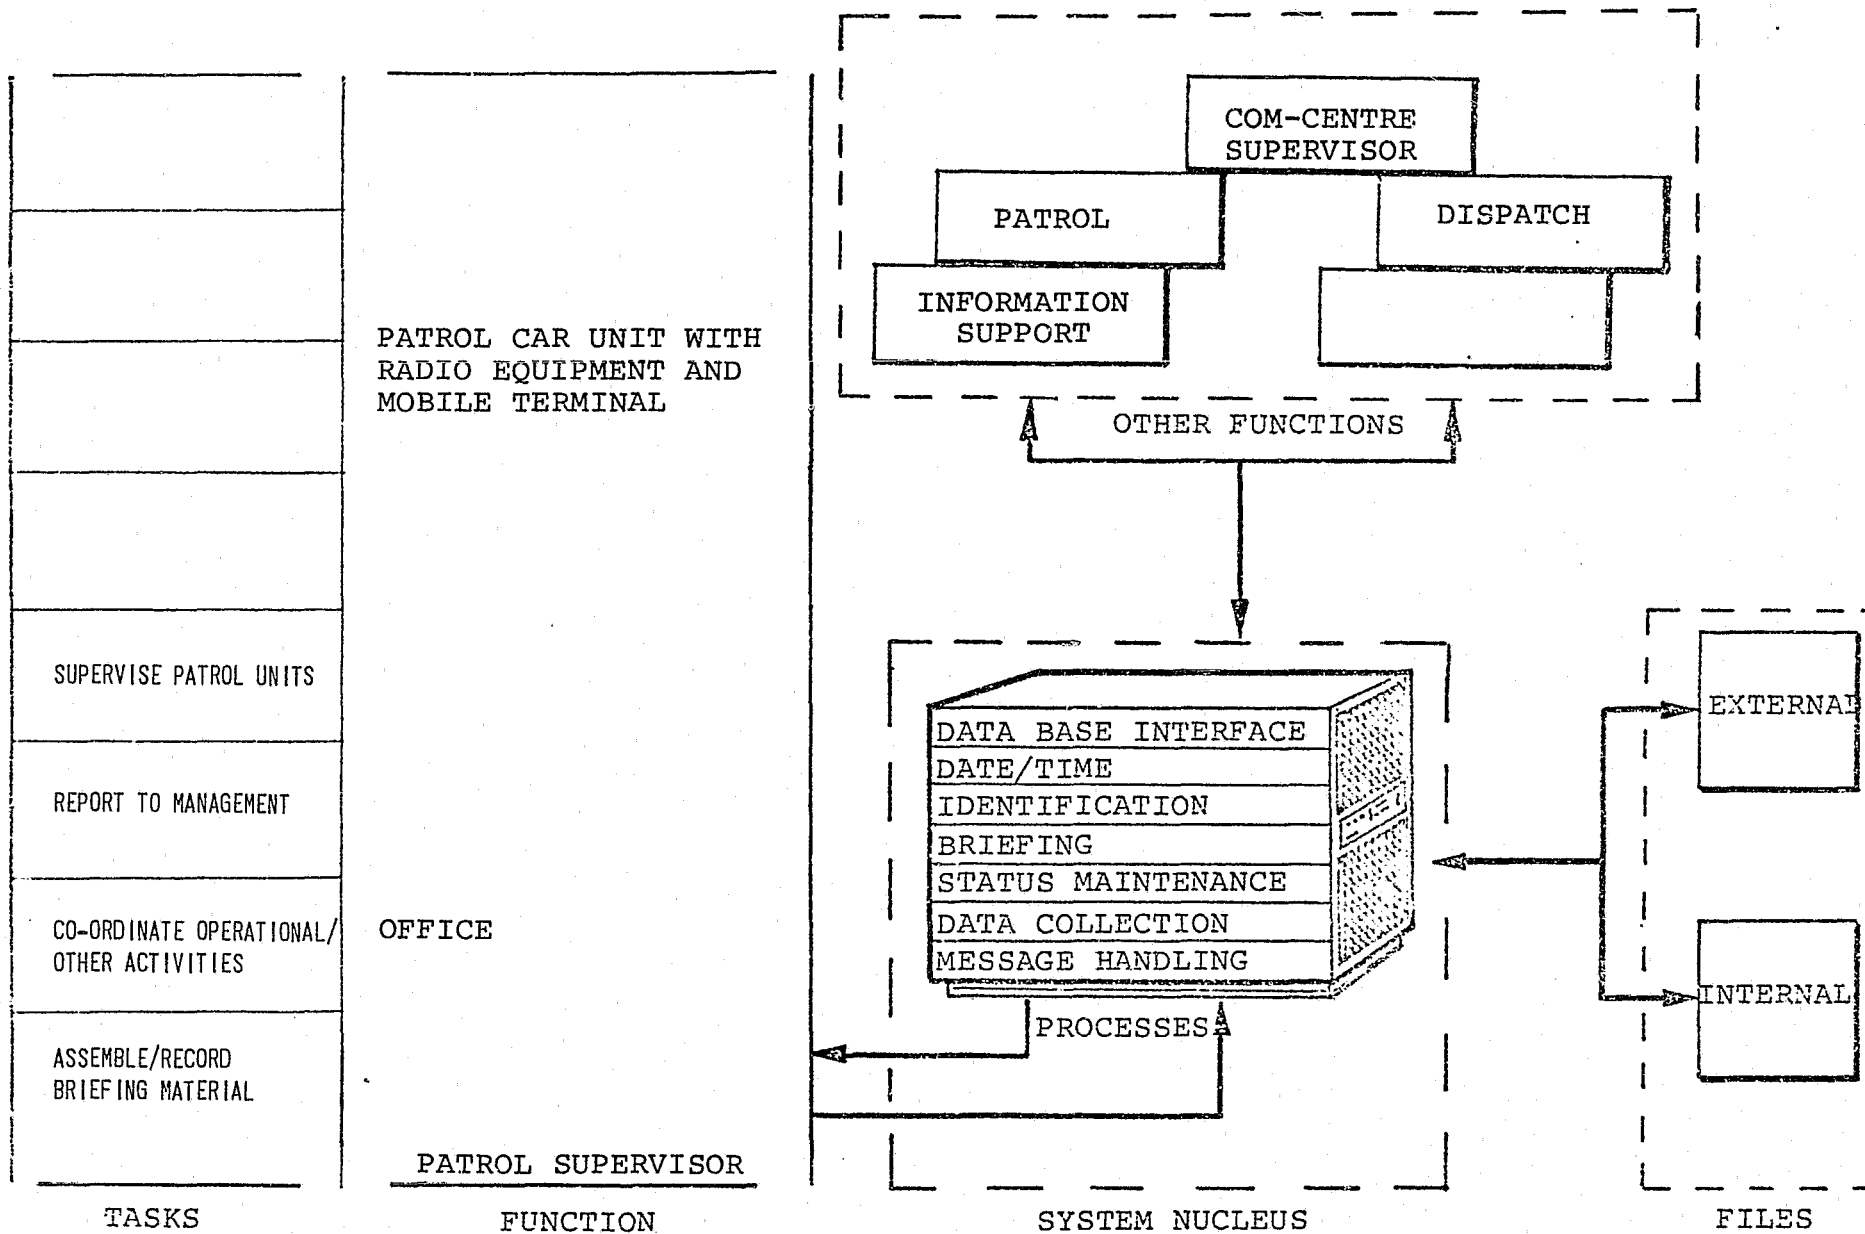 COM-CENTRE
SUPERVISOR
PATROL
DISPATCH
INFORMATION
SUPPORT
OTHER FUNCTIONS
PATROL CAR UNIT WITH
RADIO EQUIPMENT AND
MOBILE TERMINAL
SUPERVISE PATROL UNITS
REPORT TO MANAGEMENT
CO-ORDINATE OPERATIONAL/
OTHER ACTIVITIES
ASSEMBLE/RECORD
BRIEFING MATERIAL
OFFICE
PATROL SUPERVISOR
DATA BASE INTERFACE
DATE/TIME
IDENTIFICATION
BRIEFING
STATUS MAINTENANCE
DATA COLLECTION
MESSAGE HANDLING
PROCESSES
EXTERNAL
INTERNAL
TASKS
FUNCTION
SYSTEM NUCLEUS
FILES